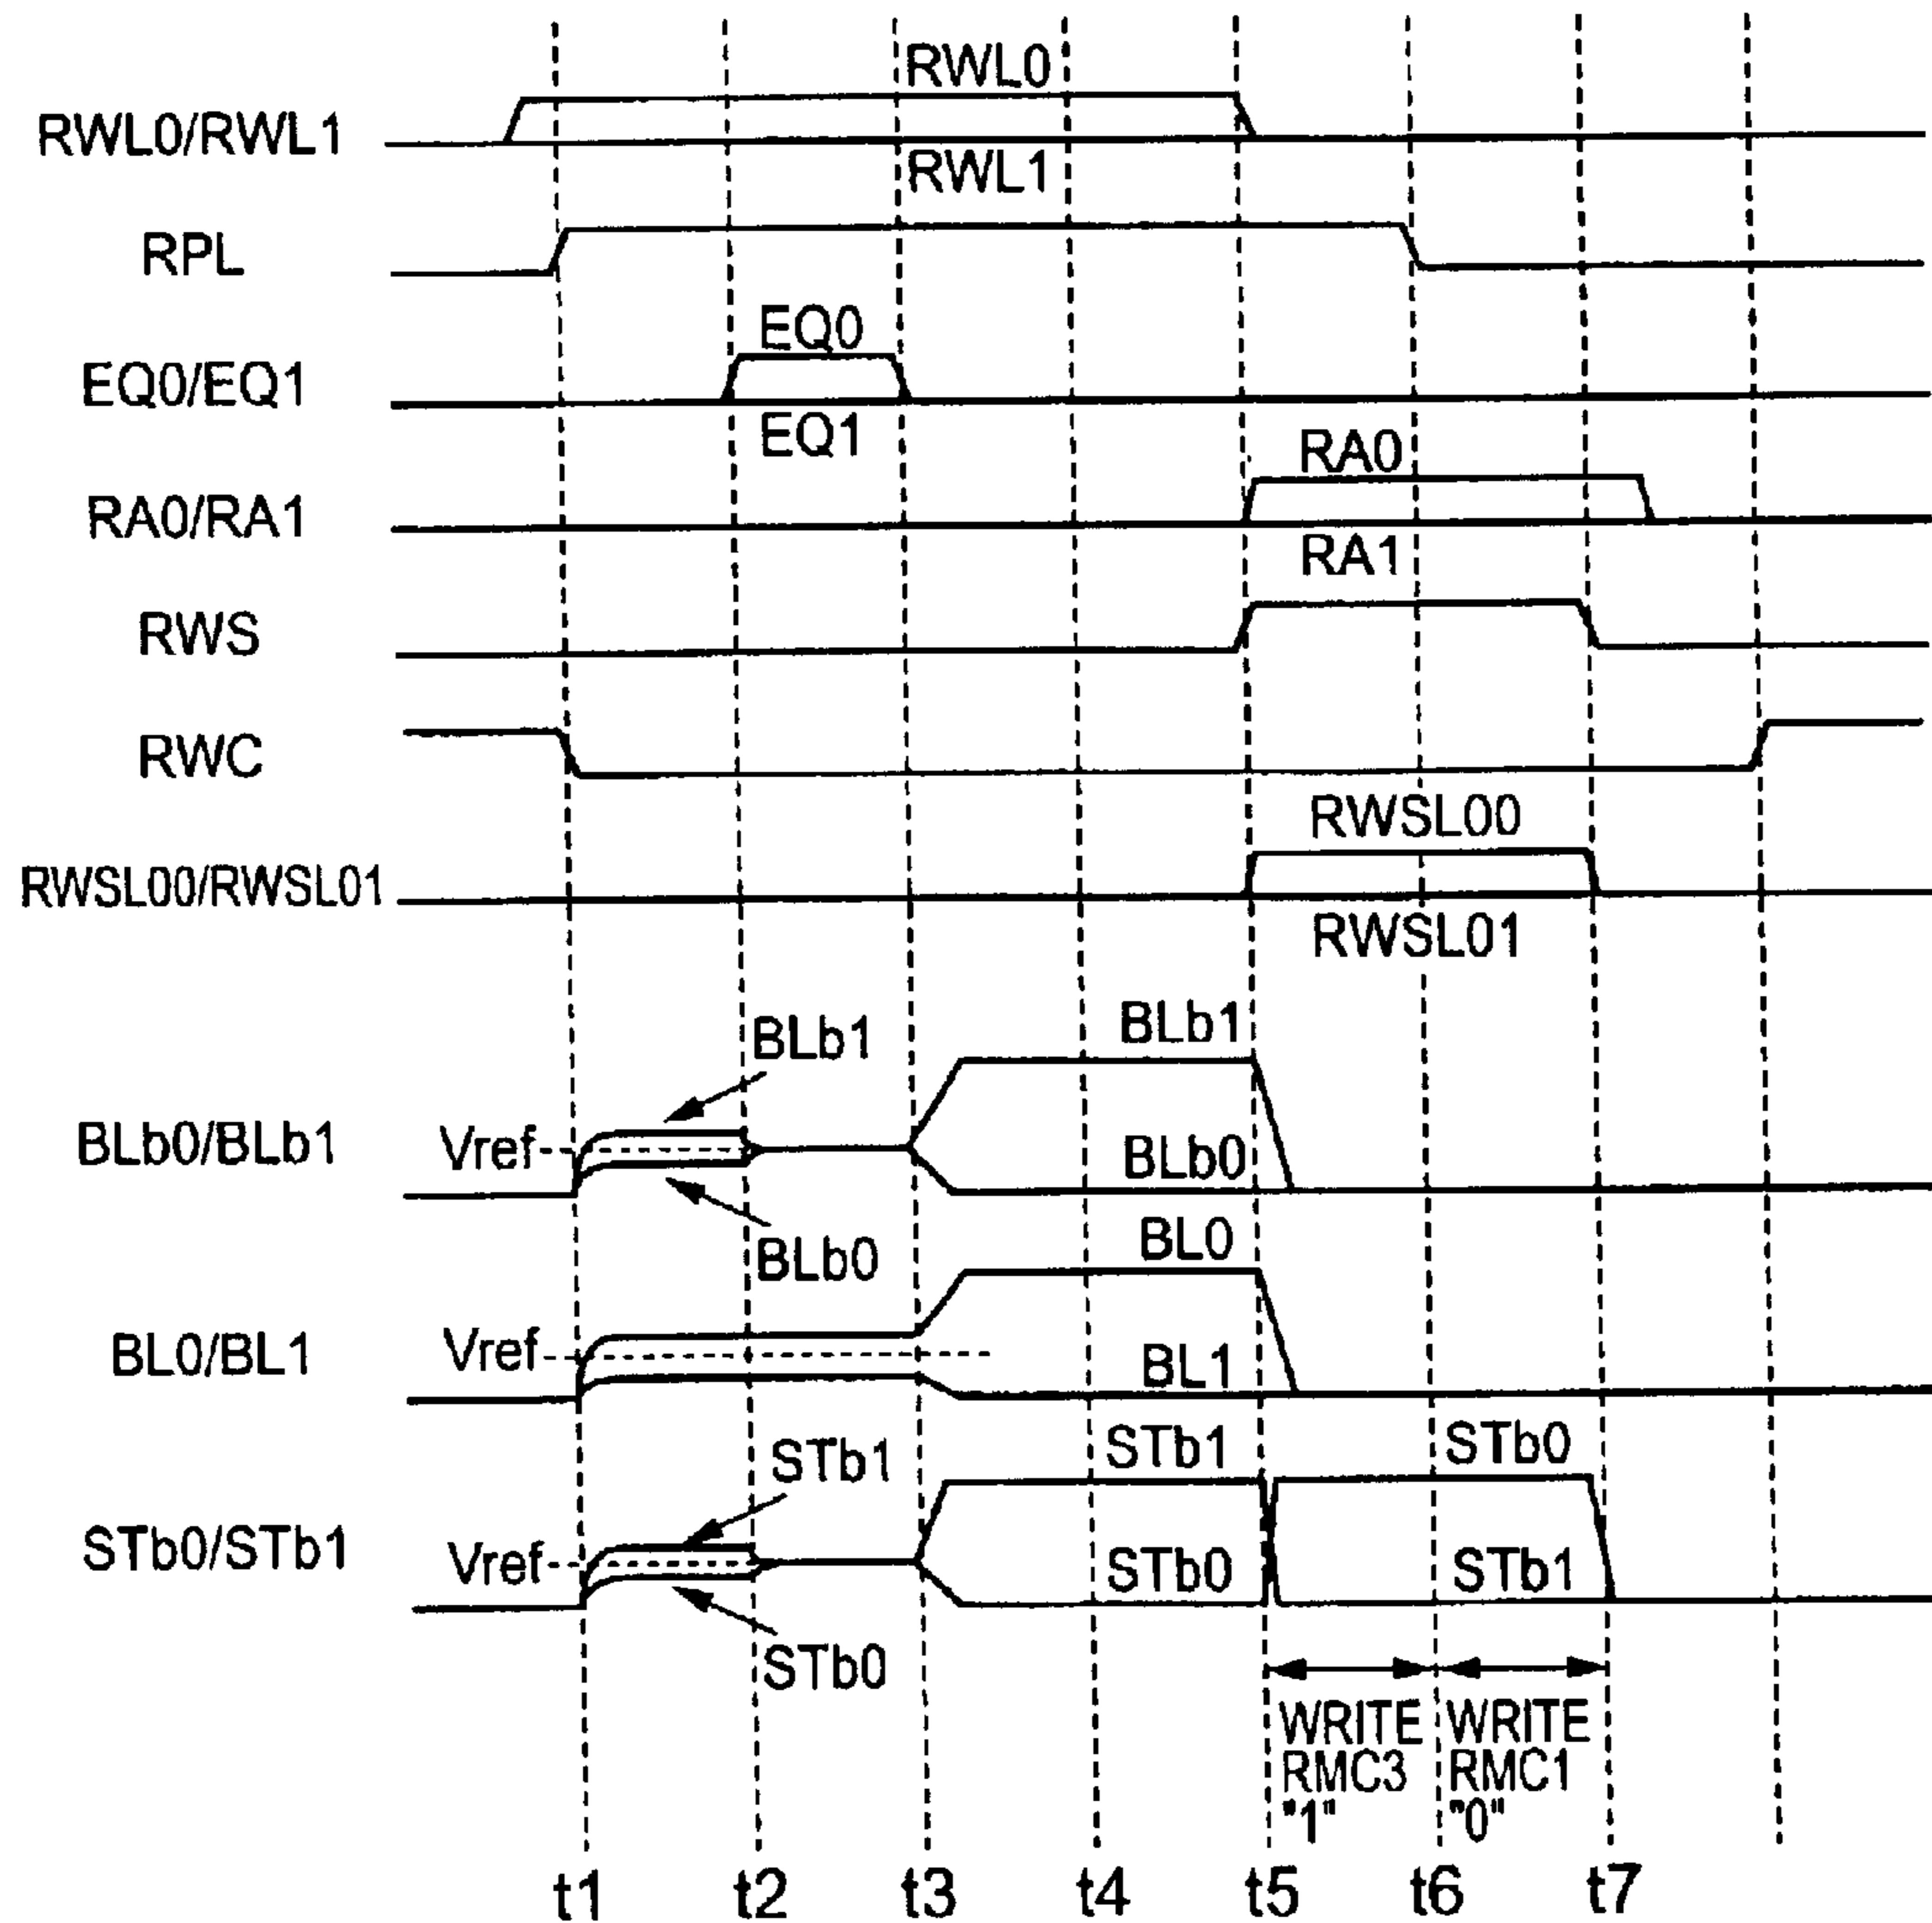 RWL0
RWL0/RWL1
RWL1
RPL
EQ0
EQ0/EQ1
EQ1
RA0
RA0/RA1
RA1
RWS
RWC
RWSL00
RWSL00/RWSL01
RWSL01
BLb1 BLb1
BLb0/BLb1 Vref BLb0
BLb0
BL0
BL0/BL1 Vref BL1
STb1 STb1 STb0
STb0/STb1 Vref STb0 STb1
STb0
WRITE WRITE
RMC3 RMC1
"1" "0"
t1 t2 t3 t4 t5 t6 t7